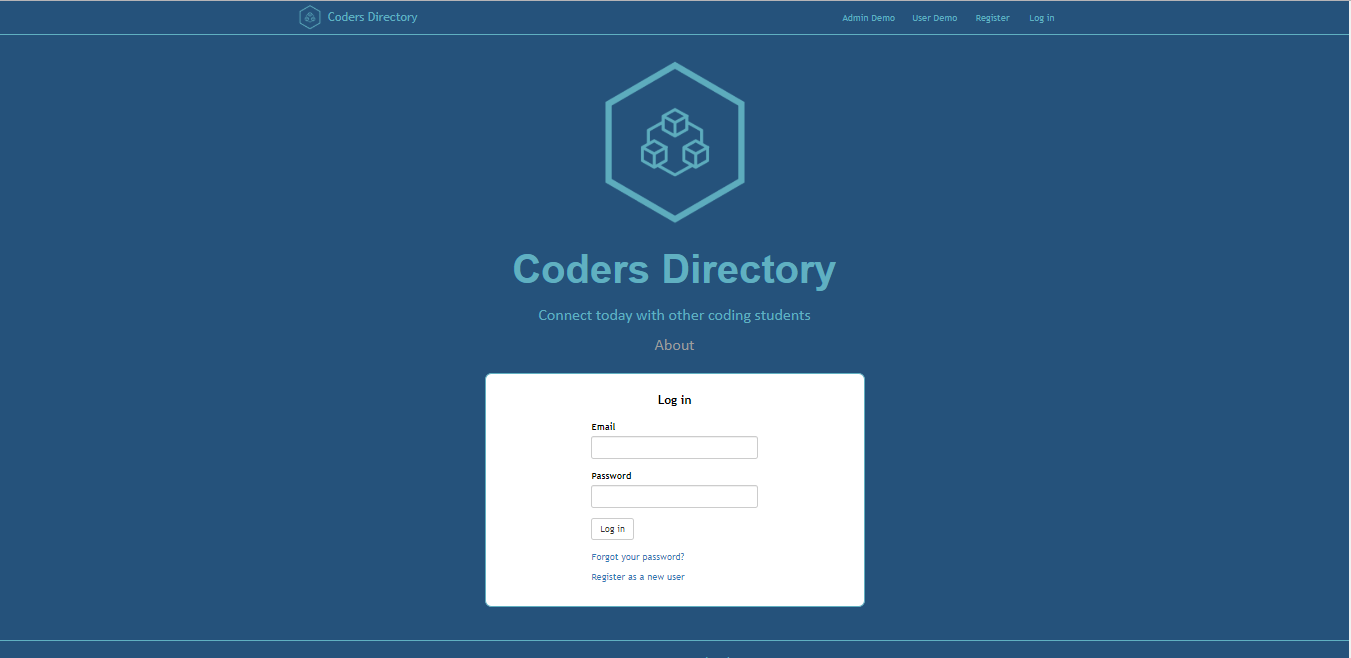 Coders Directory Admin Demo User Demo Register Log in
Coders Directory
Connect today with other coding students
About
Log in
Email
Password
Log in
Forgot your password?
Register as a new user